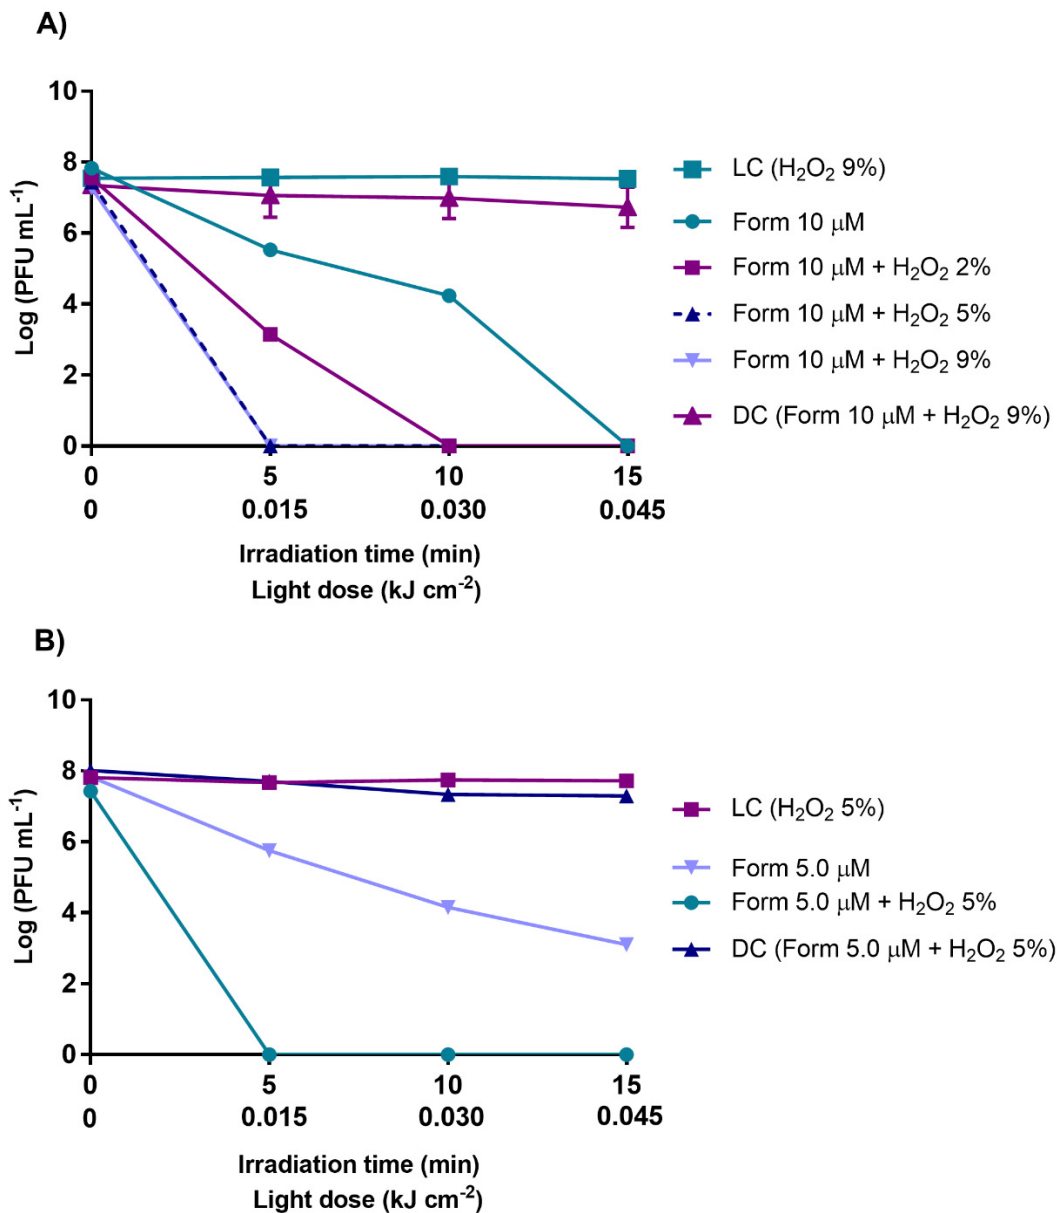 A)
10
8
6
4
2
0
Log (PFU mL⁻¹)
0 5 10 15
0 0.015 0.030 0.045
Irradiation time (min)
Light dose (kJ cm⁻²)
LC (H₂O₂ 9%)
Form 10 μM
Form 10 μM + H₂O₂ 2%
Form 10 μM + H₂O₂ 5%
Form 10 μM + H₂O₂ 9%
DC (Form 10 μM + H₂O₂ 9%)
B)
10
8
6
4
2
0
Log (PFU mL⁻¹)
0 5 10 15
0 0.015 0.030 0.045
Irradiation time (min)
Light dose (kJ cm⁻²)
LC (H₂O₂ 5%)
Form 5.0 μM
Form 5.0 μM + H₂O₂ 5%
DC (Form 5.0 μM + H₂O₂ 5%)